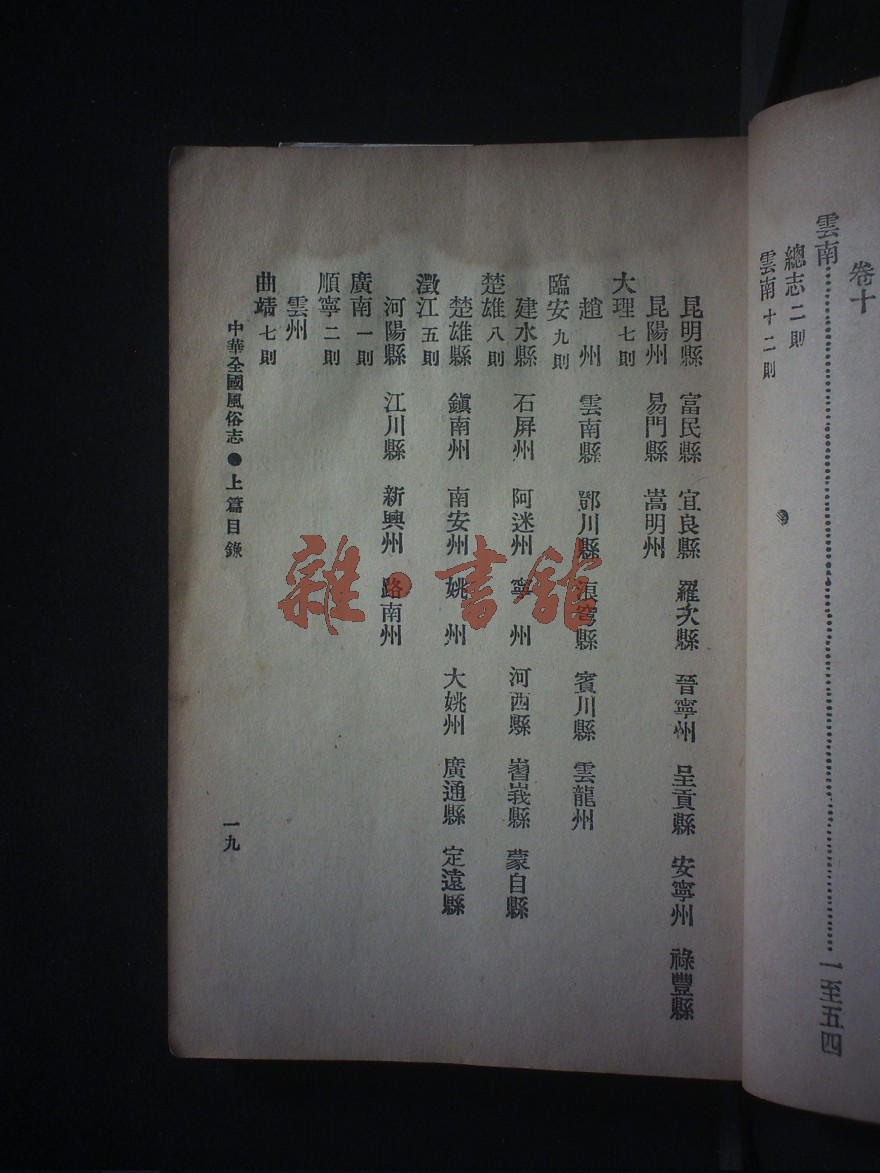 卷十
雲南……一至五四
總志二則
雲南十二則
昆明縣 富民縣 宜良縣 羅次縣 晉寧州 呈貢縣 安寧州 祿豐縣
昆陽州 易門縣 嵩明州
大理七則
趙 州 雲南縣 鄧川縣 浪穹縣 賓川縣 雲龍州
臨安九則
建水縣 石屏州 阿迷州 寧 州 河西縣 嶍峩縣 蒙自縣
楚雄八則
楚雄縣 鎮南州 南安州 姚 州 大姚州 廣通縣 定遠縣
澂江五則
河陽縣 江川縣 新興州 路南州
廣南一則
順寧二則
雲州
曲靖七則
中華全國風俗志●上篇目錄
一九
雜·書館